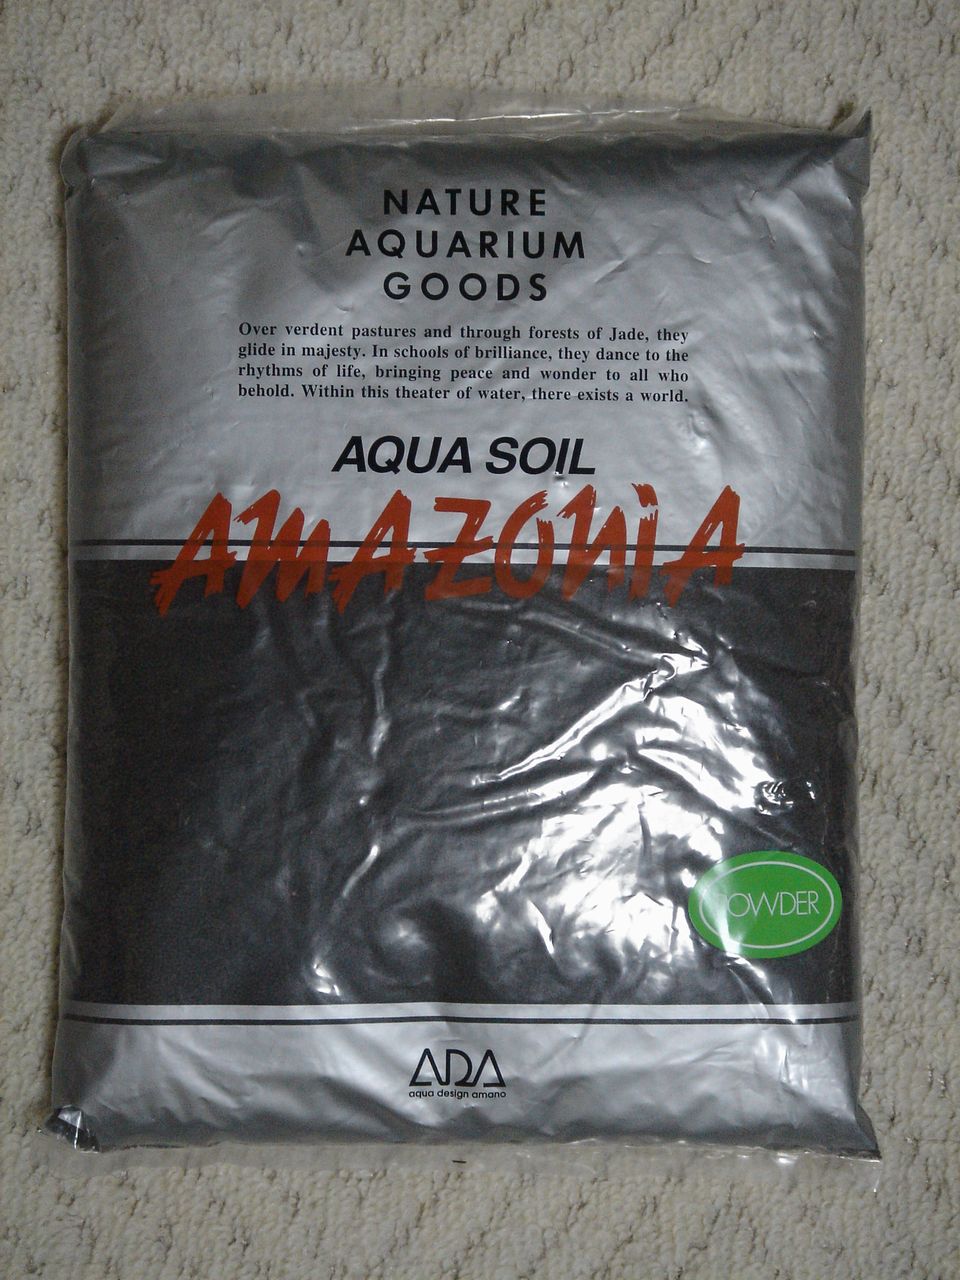 NATURE
AQUARIUM
GOODS
Over verdent pastures and through forests of Jade, they
glide in majesty. In schools of brilliance, they dance to the
rhythms of life, bringing peace and wonder to all who
behold. Within this theater of water, there exists a world.
AQUA SOIL
AMAZONiA
POWDER
ADA
aqua design amano